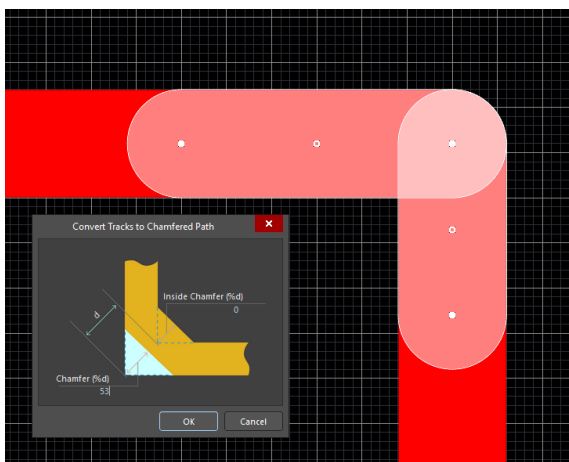 Convert Tracks to Chamfered Path
d
Inside Chamfer (%d)
0
Chamfer (%d)
53
OK Cancel